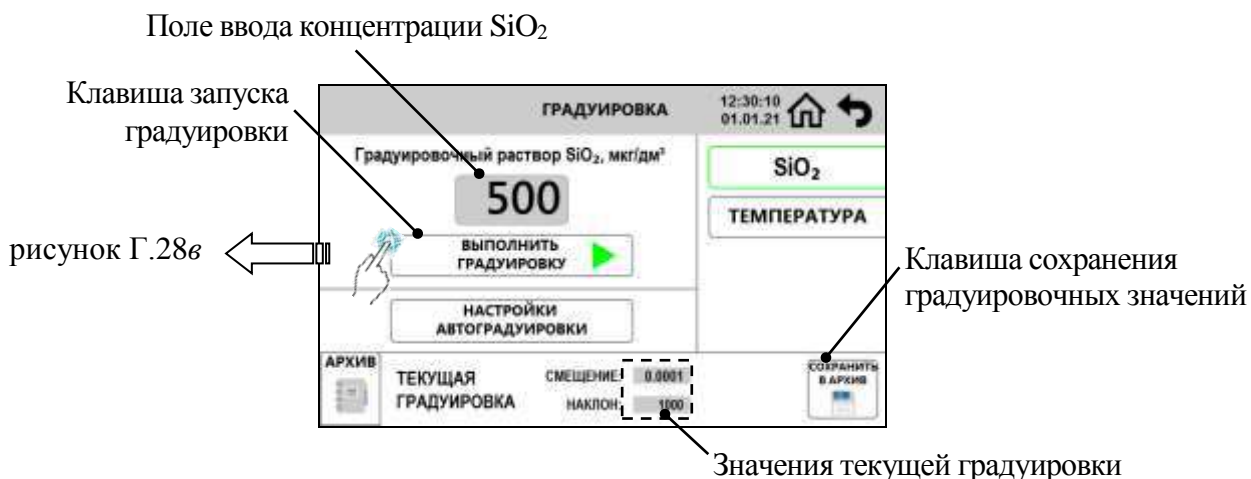 Поле ввода концентрации SiO₂
Клавиша запуска
градуировки
ГРАДУИРОВКА
12:30:10
01.01.21
Градуировочный раствор SiO₂, мкг/дм³
500
SiO₂
ТЕМПЕРАТУРА
рисунок Г.28в
ВЫПОЛНИТЬ
ГРАДУИРОВКУ
Клавиша сохранения
градуировочных значений
НАСТРОЙКИ
АВТОГРАДУИРОВКИ
АРХИВ
ТЕКУЩАЯ
ГРАДУИРОВКА
СМЕЩЕНИЕ: 0.0001
НАКЛОН: 1000
СОХРАНИТЬ
В АРХИВ
Значения текущей градуировки